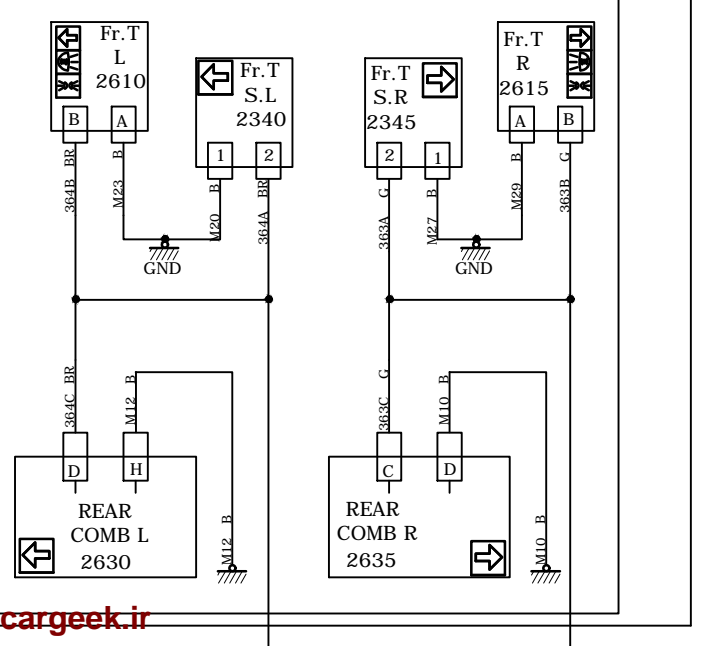 Fr.T
L
2610
B
A
Fr.T
S.L
2340
1
2
Fr.T
S.R
2345
2
1
Fr.T
R
2615
A
B
364B BR
M23 B
M20 B
364A BR
363A G
M27 B
M29 B
363B G
GND
GND
364C BR
M12 B
363C G
M10 B
D
H
C
D
REAR
COMB L
2630
M12 B
REAR
COMB R
2635
M10 B
cargeek.ir